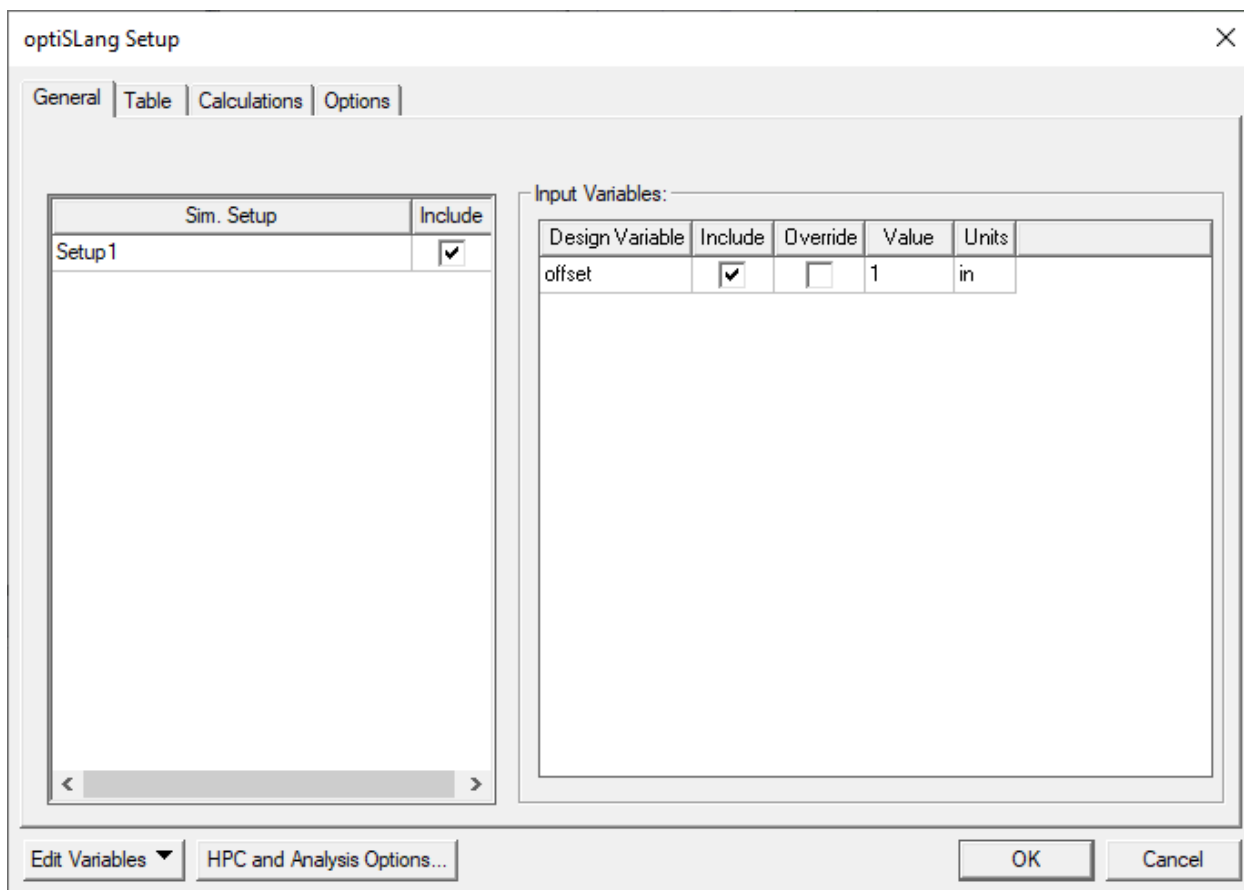 optiSLang Setup
General Table Calculations Options
Input Variables:
Sim. Setup Include
Setup1
Design Variable Include Override Value Units
offset 1 in
Edit Variables HPC and Analysis Options... OK Cancel